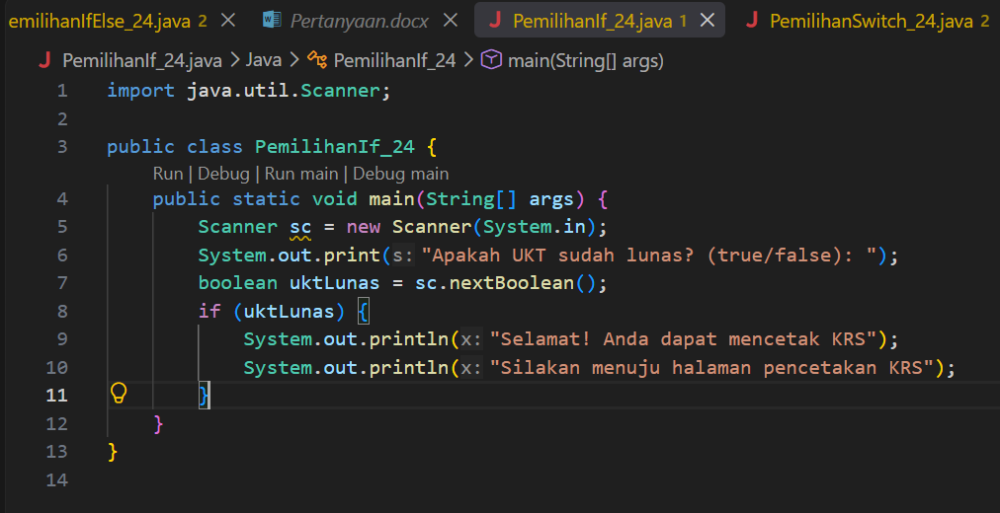 emilihanIfElse_24.java 2 Pertanyaan.docx PemilihanIf_24.java 1 PemilihanSwitch_24.java 2
PemilihanIf_24.java > Java > PemilihanIf_24 > main(String[] args)
1 import java.util.Scanner;
2
3 public class PemilihanIf_24 {
Run | Debug | Run main | Debug main
4 public static void main(String[] args) {
5 Scanner sc = new Scanner(System.in);
6 System.out.print(s: "Apakah UKT sudah lunas? (true/false): ");
7 boolean uktLunas = sc.nextBoolean();
8 if (uktLunas) {
9 System.out.println(x: "Selamat! Anda dapat mencetak KRS");
10 System.out.println(x: "Silakan menuju halaman pencetakan KRS");
11 }
12 }
13 }
14